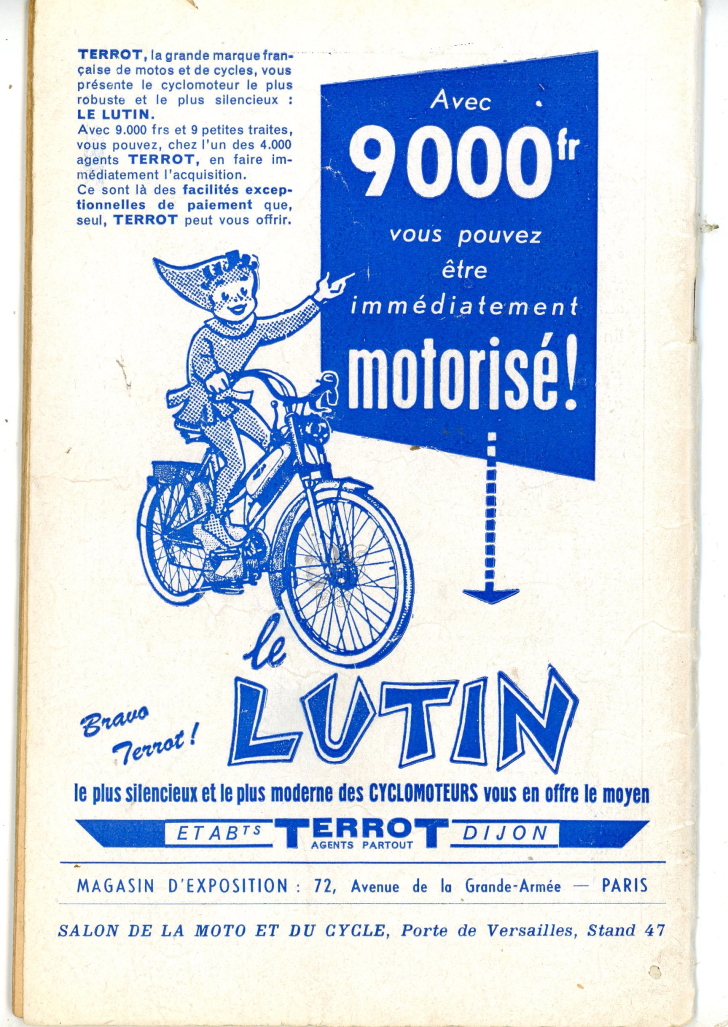 TERROT, la grande marque fran-
çaise de motos et de cycles, vous
présente le cyclomoteur le plus
robuste et le plus silencieux :
LE LUTIN.
Avec 9.000 frs et 9 petites traites,
vous pouvez, chez l'un des 4.000
agents TERROT, en faire im-
médiatement l'acquisition.
Ce sont là des facilités excep-
tionnelles de paiement que,
seul, TERROT peut vous offrir.
Avec
9000 fr
vous pouvez
être
immédiatement
motorisé!
le
LUTIN
Bravo
Terrot!
le plus silencieux et le plus moderne des CYCLOMOTEURS vous en offre le moyen
ETABTS TERROT DIJON
AGENTS PARTOUT
MAGASIN D'EXPOSITION : 72, Avenue de la Grande-Armée — PARIS
SALON DE LA MOTO ET DU CYCLE, Porte de Versailles, Stand 47